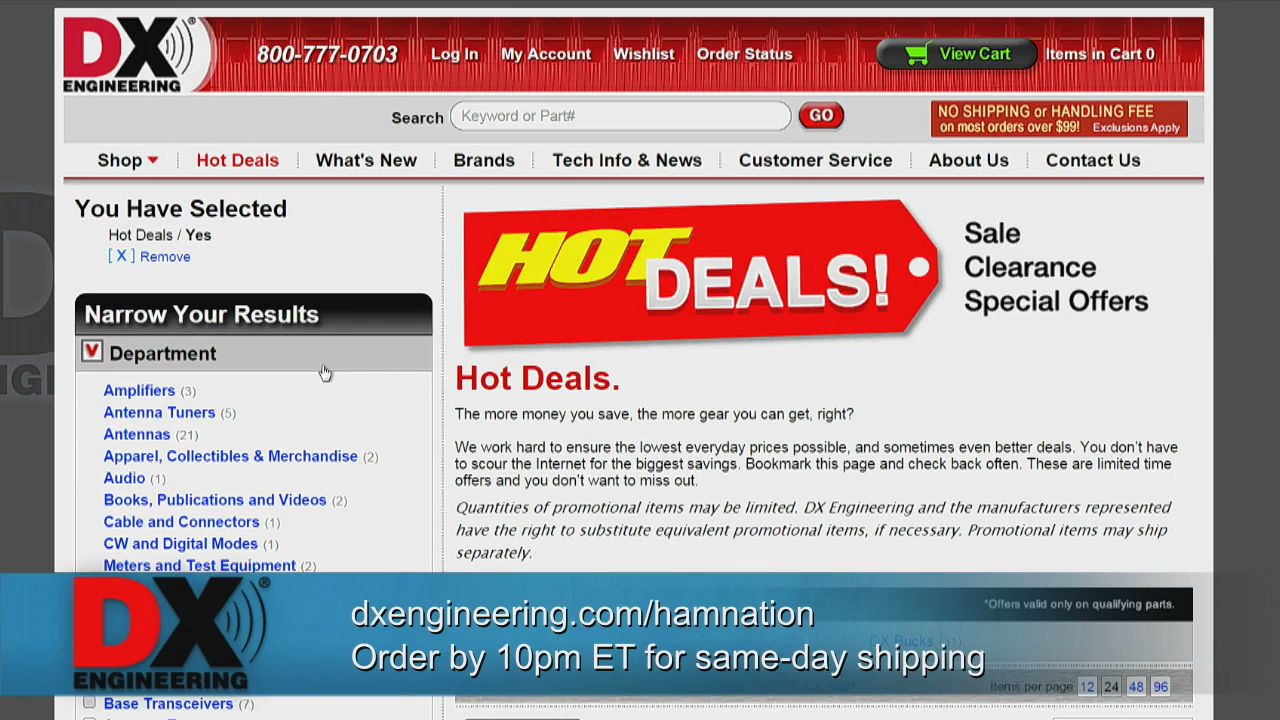 DX
ENGINEERING
800-777-0703
Log In
My Account
Wishlist
Order Status
View Cart
Items in Cart 0
Search
Keyword or Part#
GO
NO SHIPPING or HANDLING FEE
on most orders over $99! Exclusions Apply
Shop
Hot Deals
What's New
Brands
Tech Info & News
Customer Service
About Us
Contact Us
You Have Selected
Hot Deals / Yes
[ X ] Remove
Narrow Your Results
Department
Amplifiers (3)
Antenna Tuners (5)
Antennas (21)
Apparel, Collectibles & Merchandise (2)
Audio (1)
Books, Publications and Videos (2)
Cable and Connectors (1)
CW and Digital Modes (1)
Meters and Test Equipment (2)
Base Transceivers (7)
HOT
DEALS!
Sale
Clearance
Special Offers
Hot Deals.
The more money you save, the more gear you can get, right?
We work hard to ensure the lowest everyday prices possible, and sometimes even better deals. You don't have
to scour the Internet for the biggest savings. Bookmark this page and check back often. These are limited time
offers and you don't want to miss out.
Quantities of promotional items may be limited. DX Engineering and the manufacturers represented
have the right to substitute equivalent promotional items, if necessary. Promotional items may ship
separately.
*Offers valid only on qualifying parts.
DX Bucks (31)
Items per page 12 24 48 96
DX
ENGINEERING
dxengineering.com/hamnation
Order by 10pm ET for same-day shipping